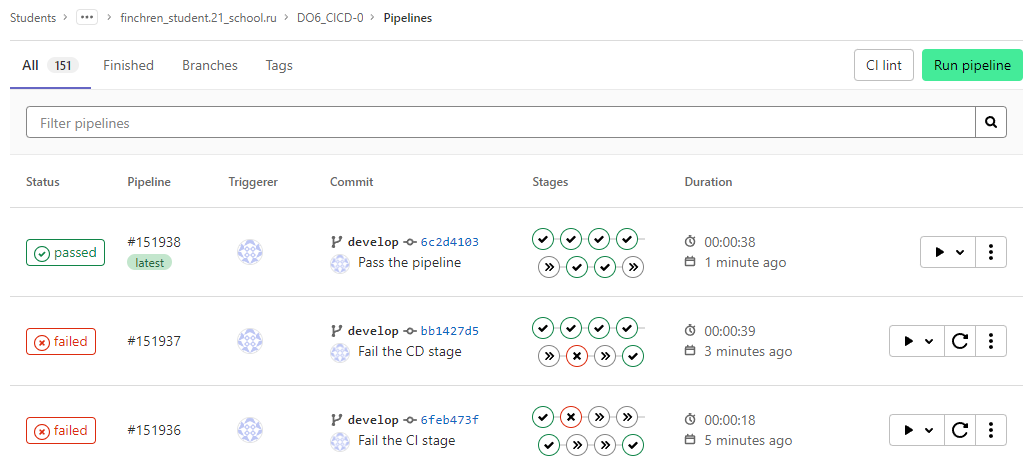 Students > ... > finchren_student.21_school.ru > DO6_CICD-0 > Pipelines
All 151 Finished Branches Tags CI lint Run pipeline
Filter pipelines
Status Pipeline Triggerer Commit Stages Duration
passed #151938 latest develop 6c2d4103 00:00:38
Pass the pipeline 1 minute ago
failed #151937 develop bb1427d5 00:00:39
Fail the CD stage 3 minutes ago
failed #151936 develop 6feb473f 00:00:18
Fail the CI stage 5 minutes ago